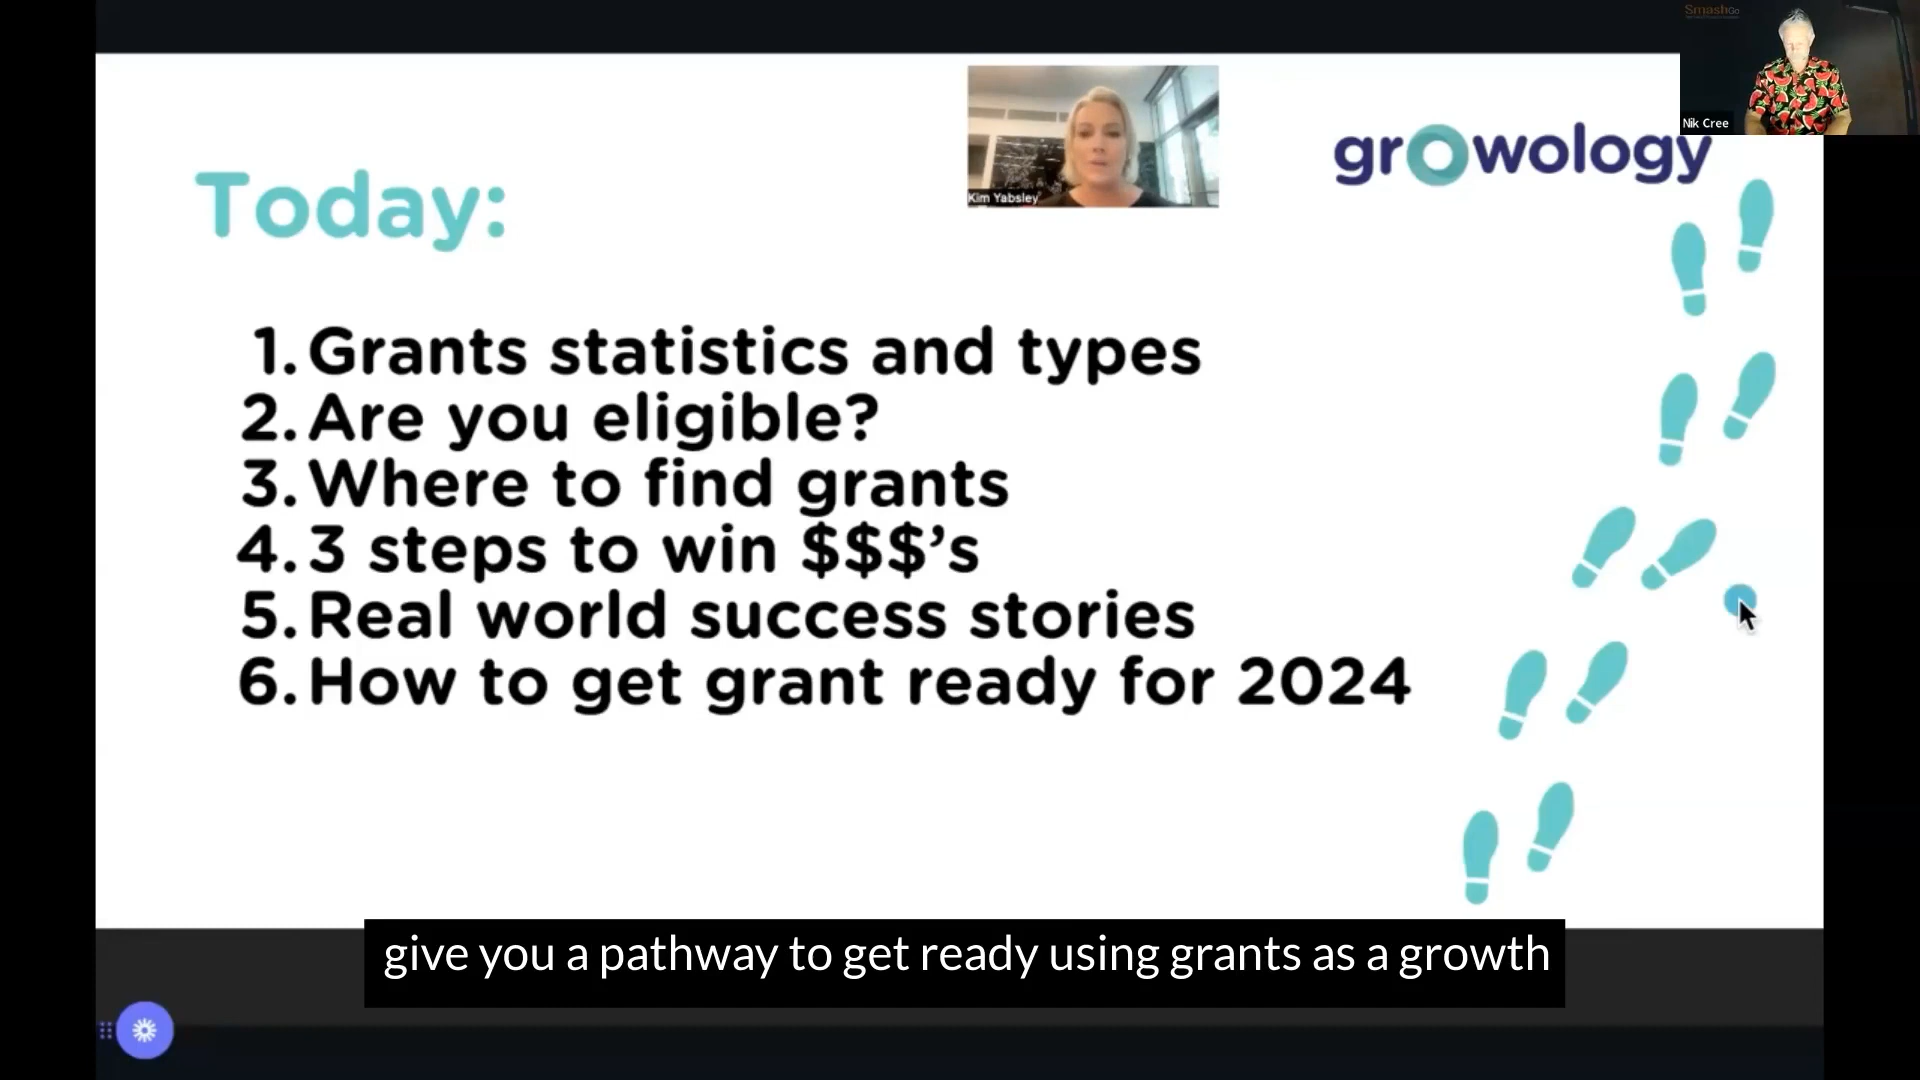 SmashGo
Nik Cree
Kim Yabsley
growology
Today:
1. Grants statistics and types
2. Are you eligible?
3. Where to find grants
4. 3 steps to win $$$’s
5. Real world success stories
6. How to get grant ready for 2024
give you a pathway to get ready using grants as a growth